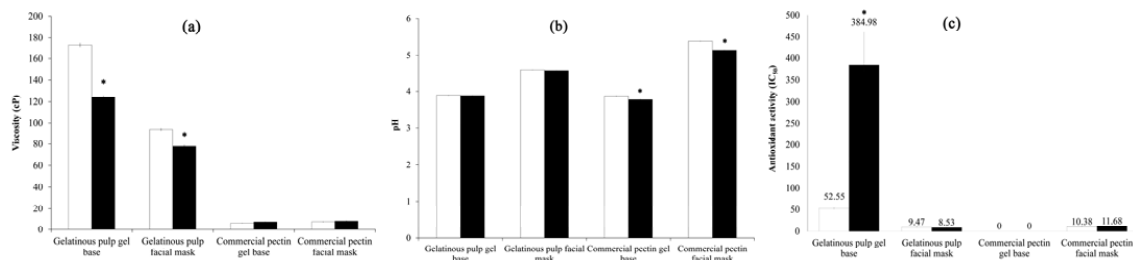 (a)
Viscosity (cP)
200
180
160
140
120
100
80
60
40
20
0
*
*
Gelatinous pulp gel
base
Gelatinous pulp
facial mask
Commercial pectin
gel base
Commercial pectin
facial mask
(b)
pH
6
5
4
3
2
1
0
*
*
Gelatinous pulp gel
base
Gelatinous pulp facial
mask
Commercial pectin gel
base
Commercial pectin
facial mask
(c)
Antioxidant activity (IC₅₀)
500
450
400
350
300
250
200
150
100
50
0
52.55
*
384.98
9.47
8.53
0
0
10.38
11.68
Gelatinous pulp gel
base
Gelatinous pulp
facial mask
Commercial pectin
gel base
Commercial pectin
facial mask